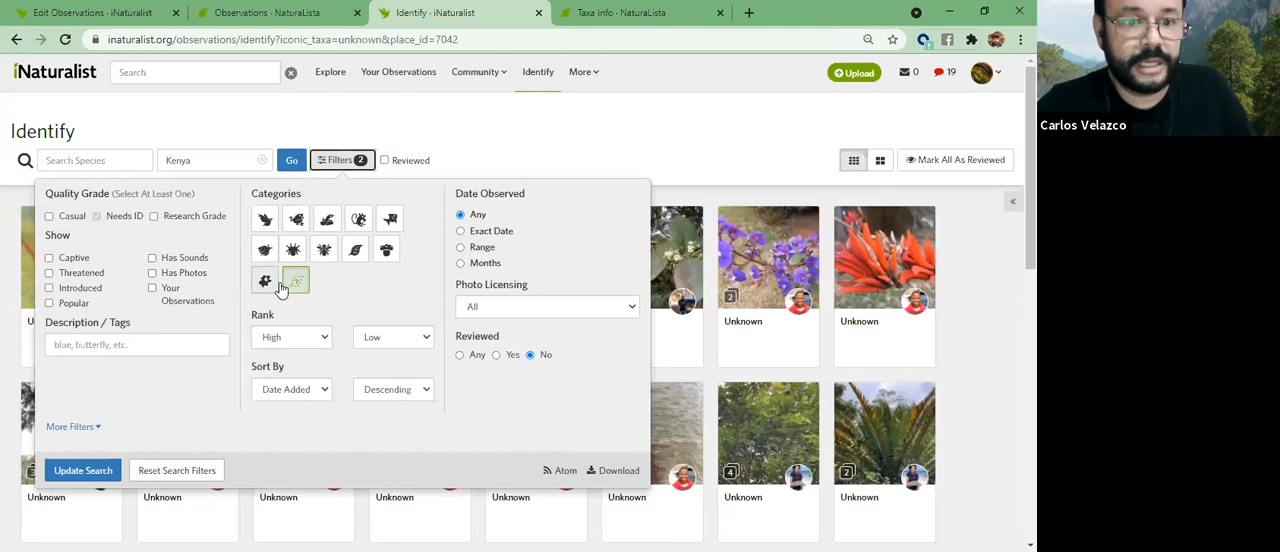 Edit Observations · iNaturalist
Observations · NaturaLista
Identify · iNaturalist
Taxa Info · NaturaLista
inaturalist.org/observations/identify?iconic_taxa=unknown&place_id=7042
iNaturalist
Search
Explore
Your Observations
Community
Identify
More
Upload
0
19
Carlos Velazco
Identify
Search Species
Kenya
Go
Filters 2
Reviewed
Mark All As Reviewed
Quality Grade (Select At Least One)
Casual Needs ID Research Grade
Show
Captive Has Sounds
Threatened Has Photos
Introduced Your Observations
Popular
Description / Tags
blue, butterfly, etc.
More Filters
Categories
Rank
High Low
Sort By
Date Added Descending
Date Observed
Any
Exact Date
Range
Months
Photo Licensing
All
Reviewed
Any Yes No
Update Search
Reset Search Filters
Atom Download
2
Unknown Unknown
4
2
Unknown Unknown Unknown Unknown Unknown Unknown Unknown Unknown